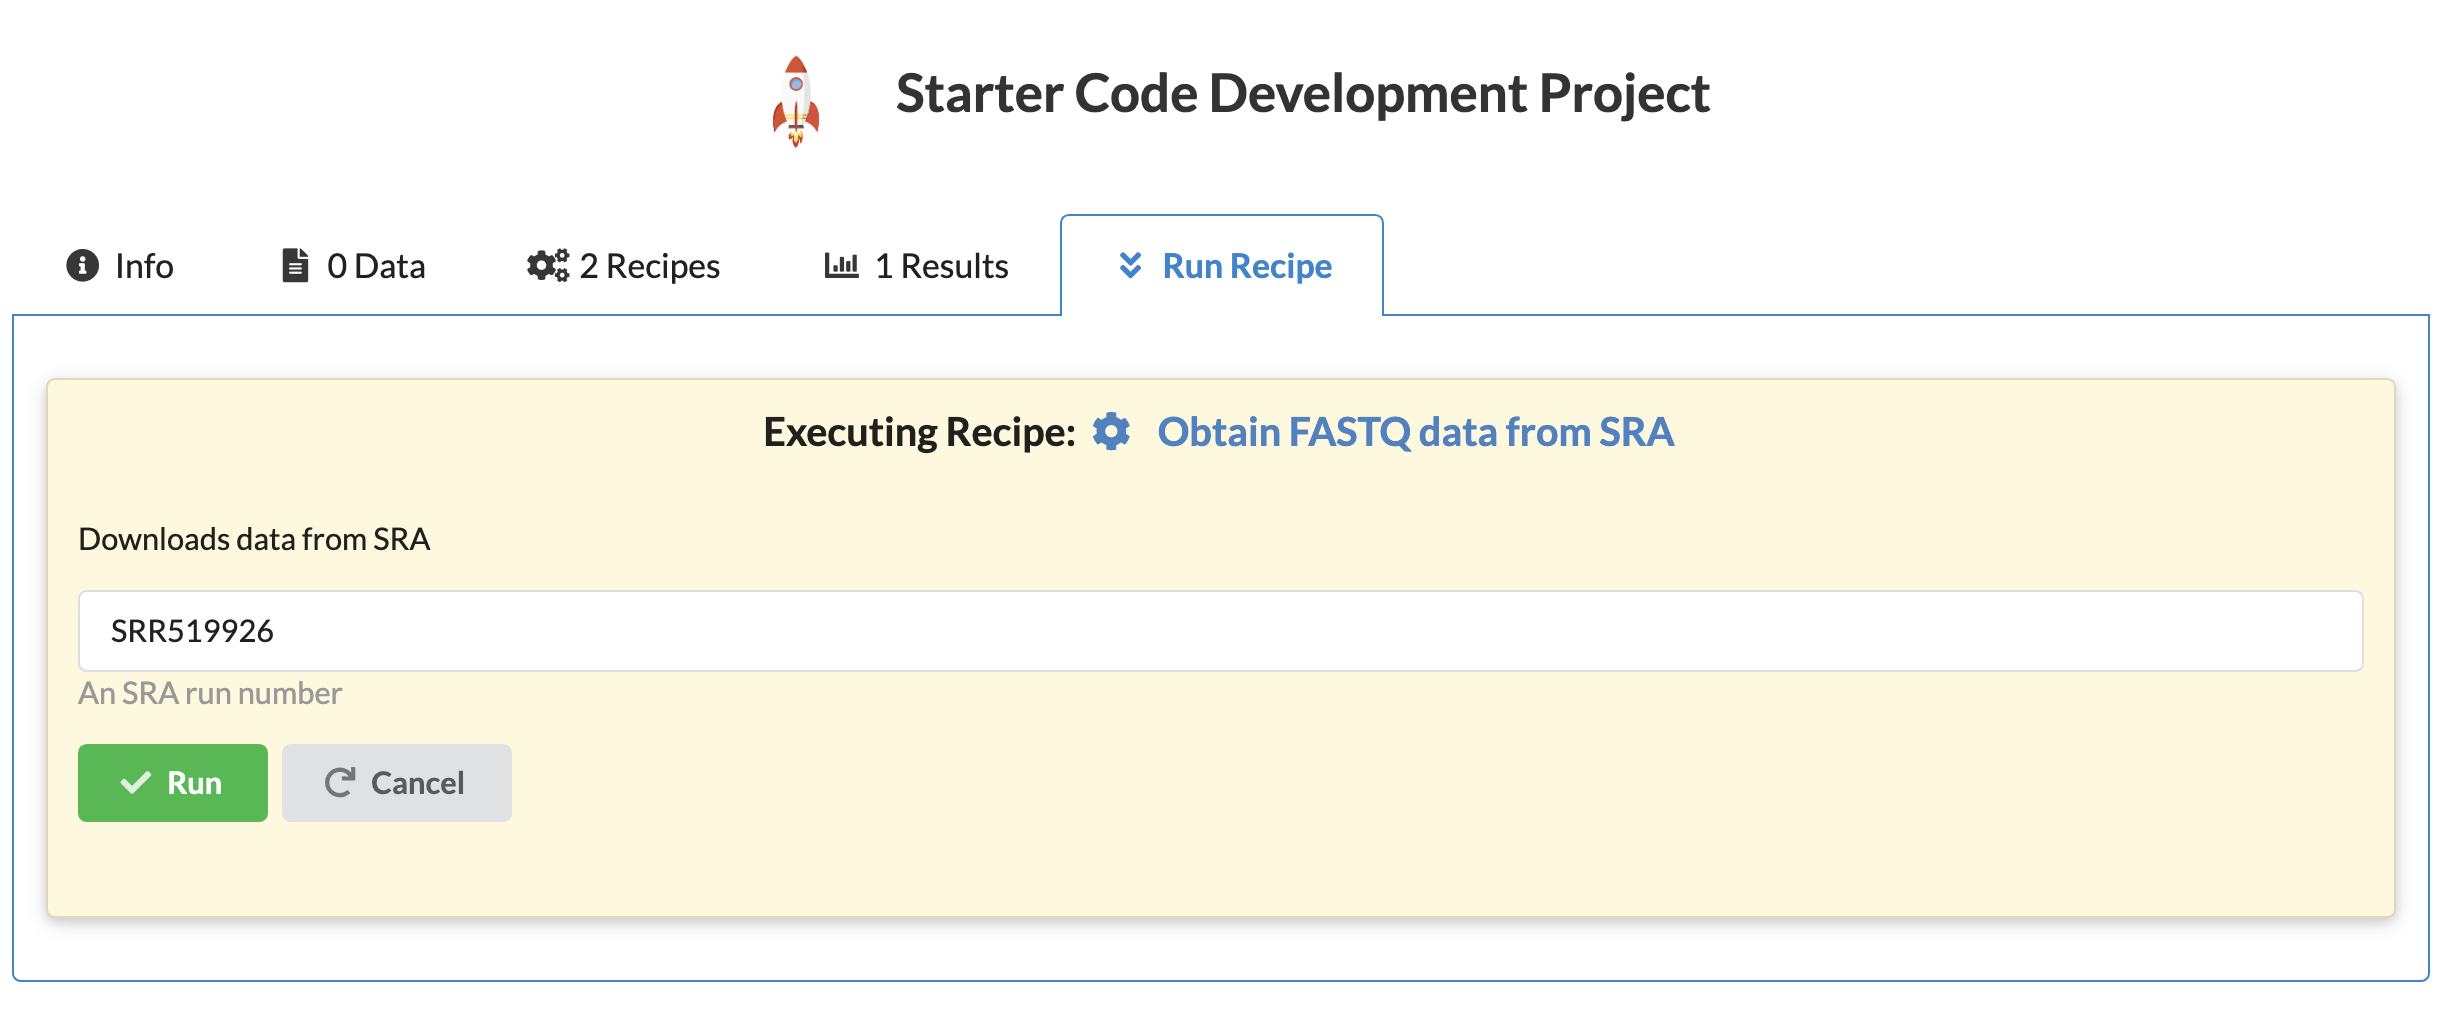 Starter Code Development Project
Info 0 Data 2 Recipes 1 Results Run Recipe
Executing Recipe: Obtain FASTQ data from SRA
Downloads data from SRA
SRR519926
An SRA run number
Run Cancel